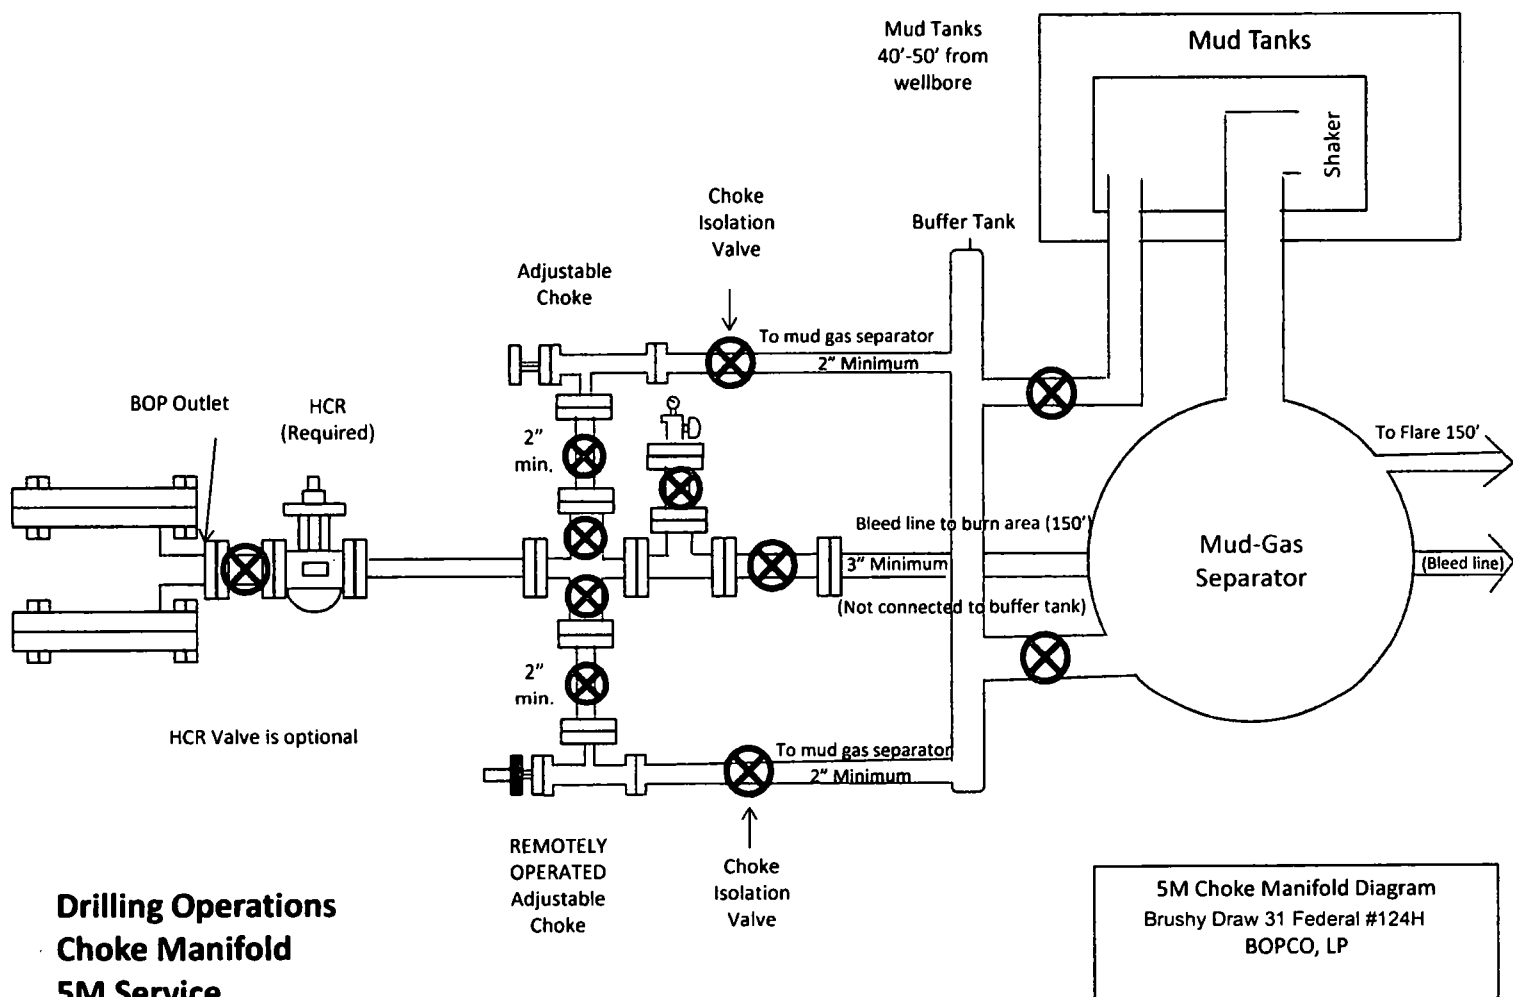 Mud Tanks
40'-50' from
wellbore
Mud Tanks
Shaker
Choke
Isolation
Valve
Buffer Tank
Adjustable
Choke
To mud gas separator
2" Minimum
BOP Outlet
HCR
(Required)
2"
min.
To Flare 150'
Bleed line to burn area (150')
3" Minimum
(Not connected to buffer tank)
Mud-Gas
Separator
(Bleed line)
2"
min.
HCR Valve is optional
To mud gas separator
2" Minimum
REMOTELY
OPERATED
Adjustable
Choke
Choke
Isolation
Valve
Drilling Operations
Choke Manifold
5M Service
5M Choke Manifold Diagram
Brushy Draw 31 Federal #124H
BOPCO, LP